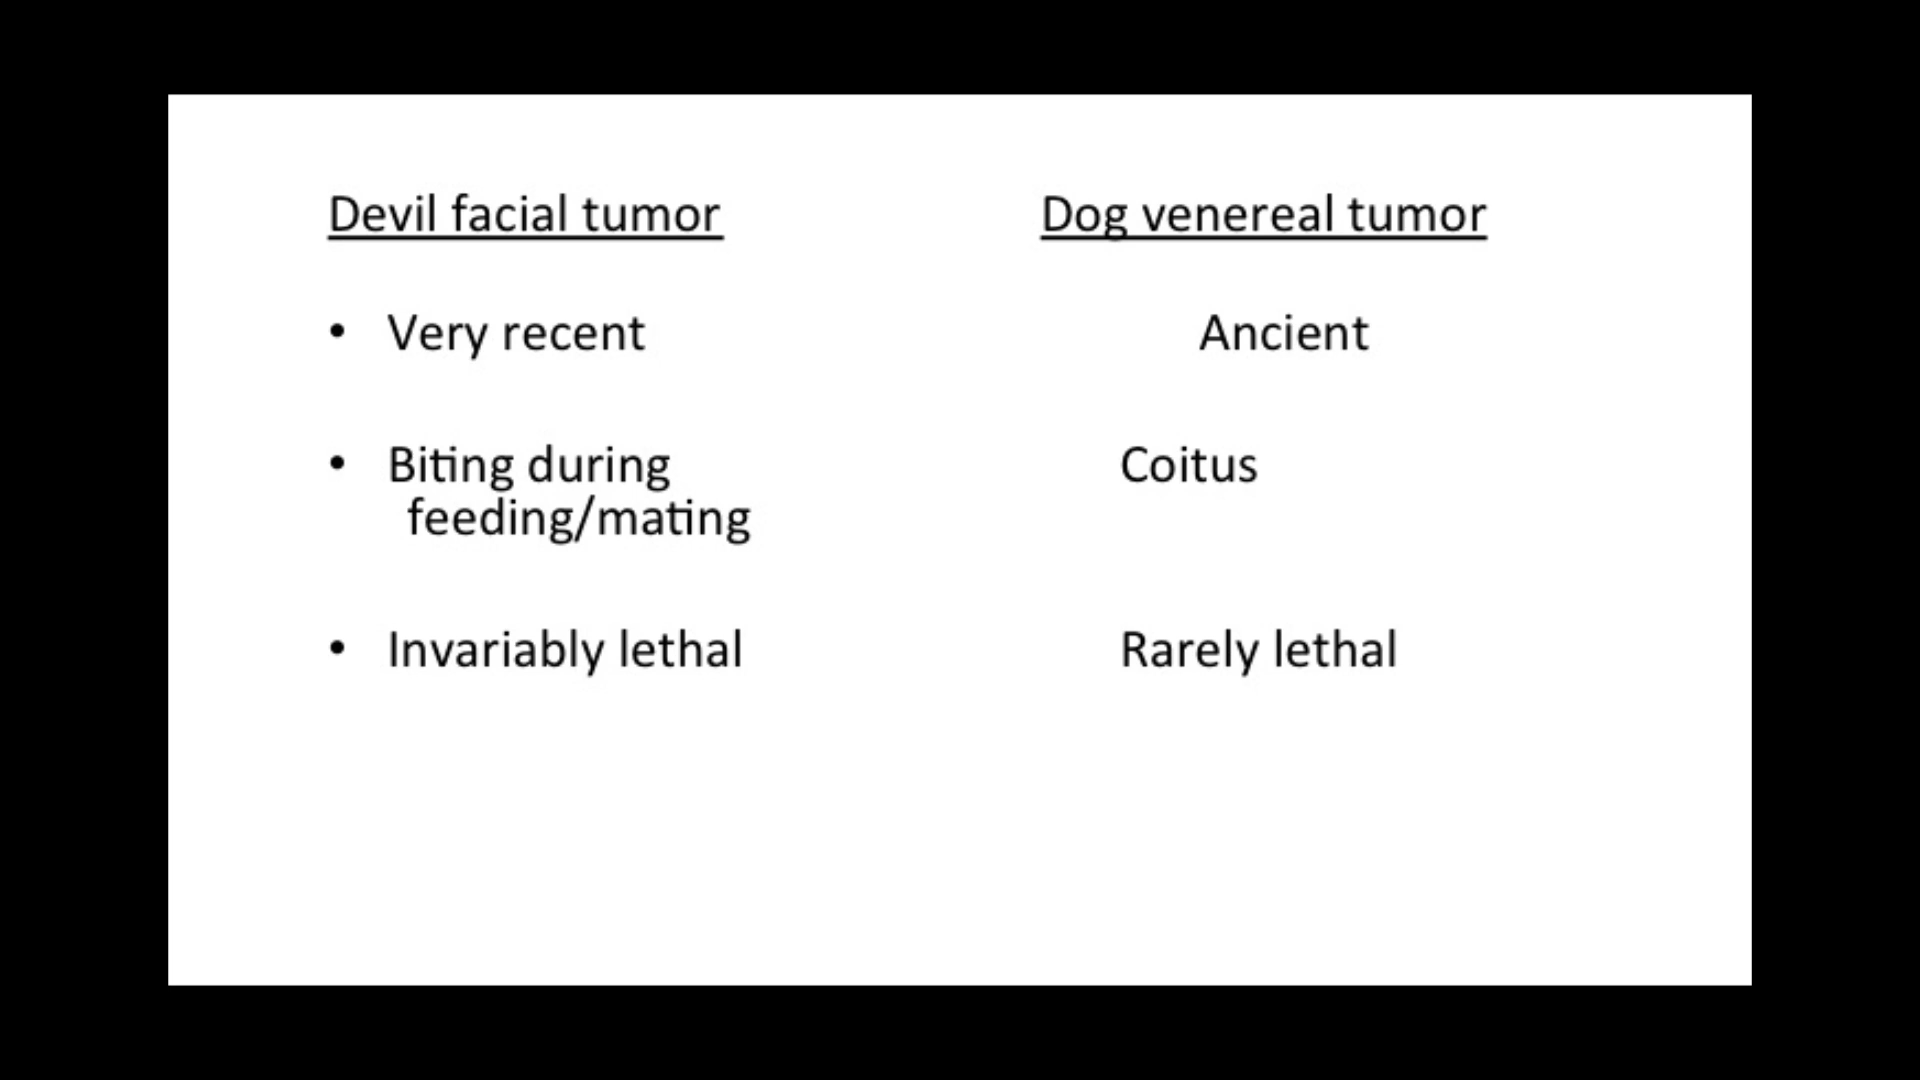 Devil facial tumor Dog venereal tumor
• Very recent Ancient
• Biting during Coitus
feeding/mating
• Invariably lethal Rarely lethal